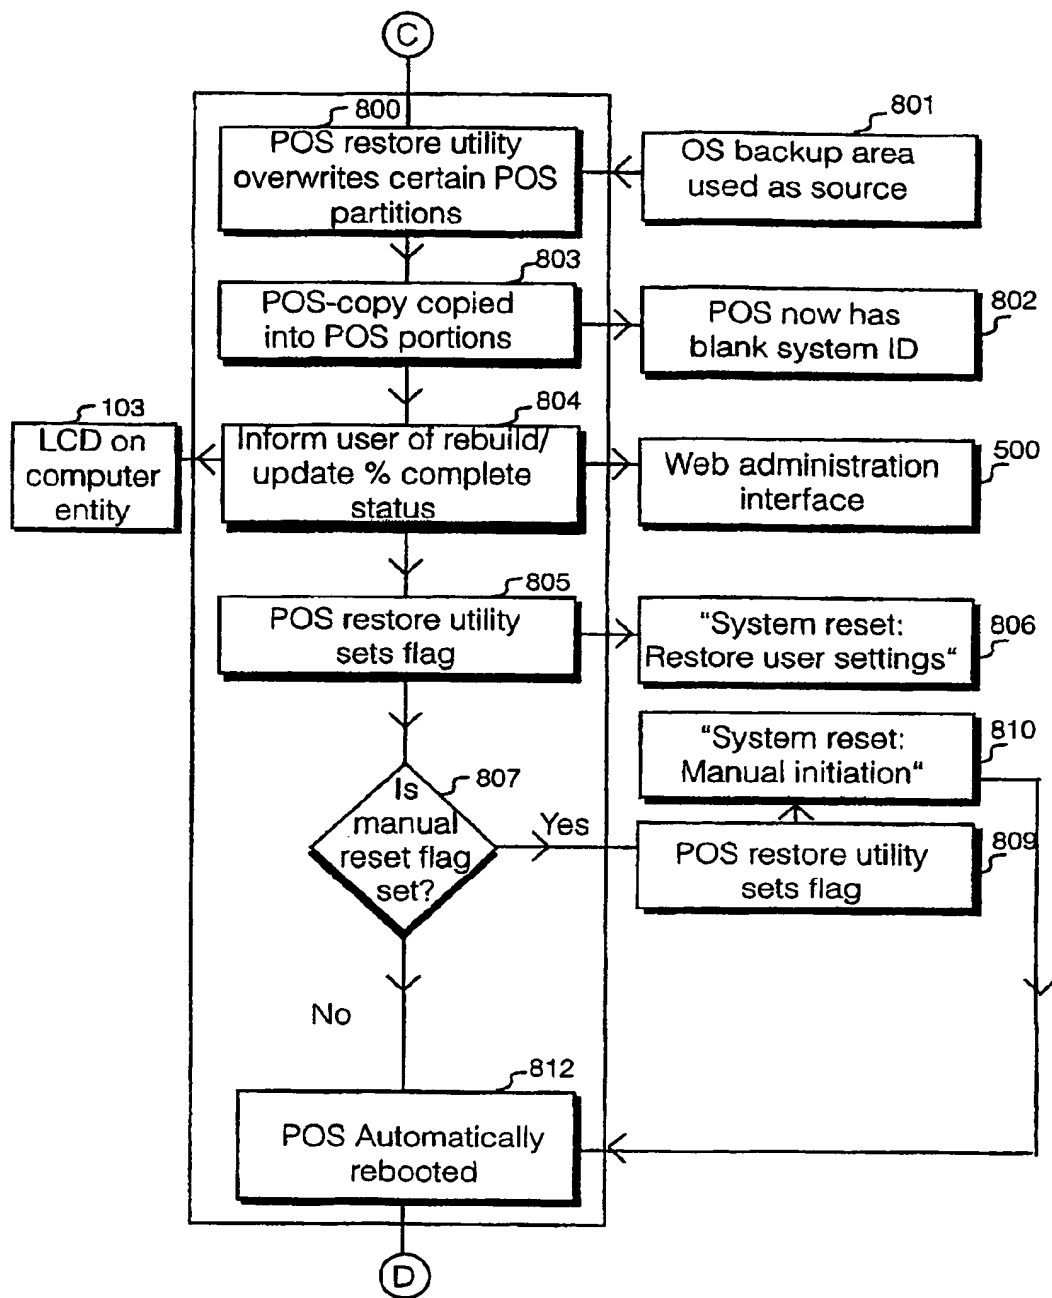 C
800
POS restore utility
overwrites certain POS
partitions
801
OS backup area
used as source
803
POS-copy copied
into POS portions
802
POS now has
blank system ID
103
LCD on
computer
entity
804
Inform user of rebuild/
update % complete
status
500
Web administration
interface
805
POS restore utility
sets flag
806
“System reset:
Restore user settings“
810
“System reset:
Manual initiation“
807
Is
manual
reset flag
set?
Yes
809
POS restore utility
sets flag
No
812
POS Automatically
rebooted
D